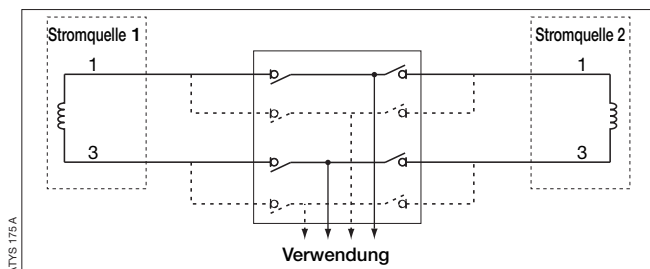 Stromquelle 1
Stromquelle 2
1
1
3
3
ATYS 175 A
Verwendung